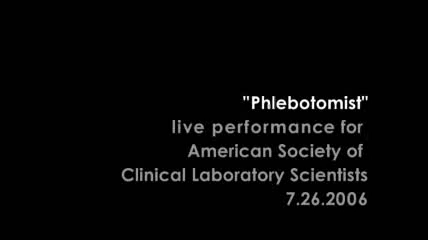 "Phlebotomist"
live performance for
American Society of
Clinical Laboratory Scientists
7.26.2006